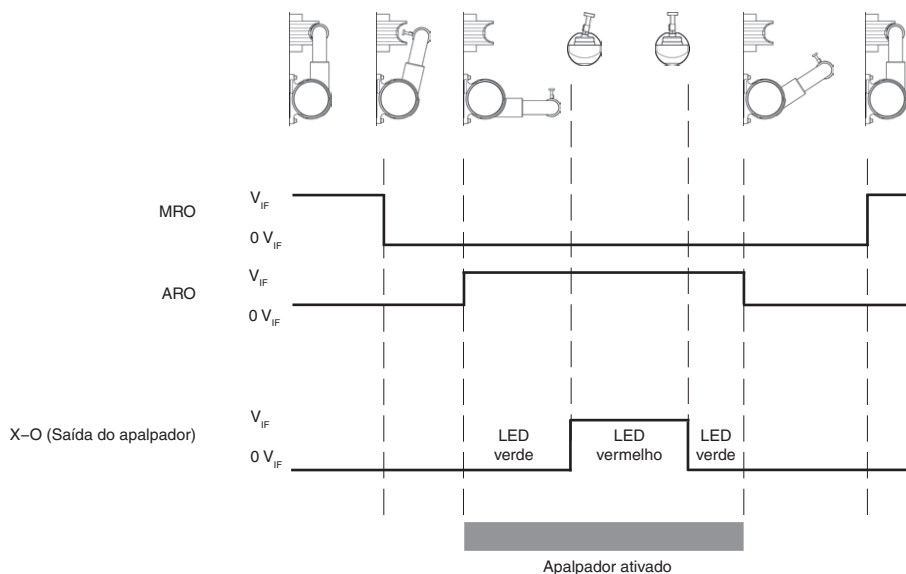 MRO
V_IF
0 V_IF
ARO
V_IF
0 V_IF
X–O (Saída do apalpador)
V_IF
0 V_IF
LED verde
LED vermelho
LED verde
Apalpador ativado